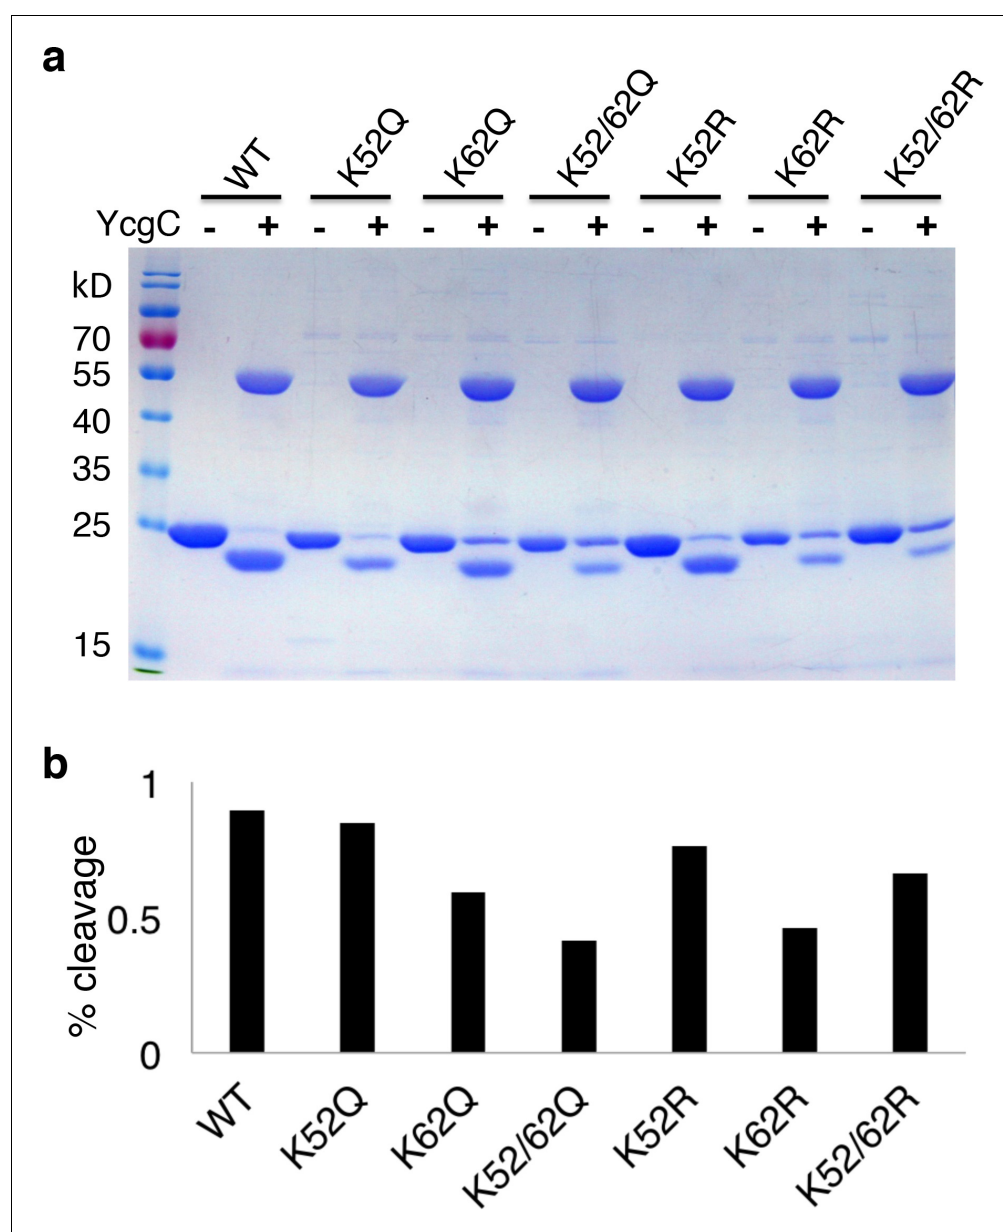 a
WT K52Q K62Q K52/62Q K52R K62R K52/62R
YcgC - + - + - + - + - + - + - +
kD
70
55
40
35
25
15
b
% cleavage
1
0.5
0
WT K52Q K62Q K52/62Q K52R K62R K52/62R